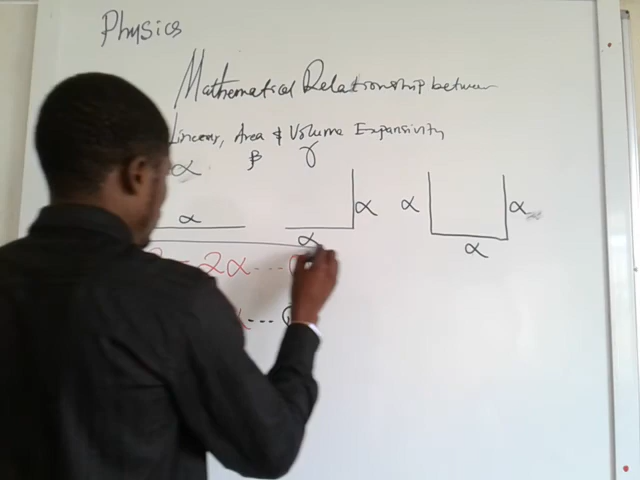 Physics
Mathematical Relationship between
Linear, Area & Volume Expansivity
α β γ
α α α α
α α
= 2α ...
...